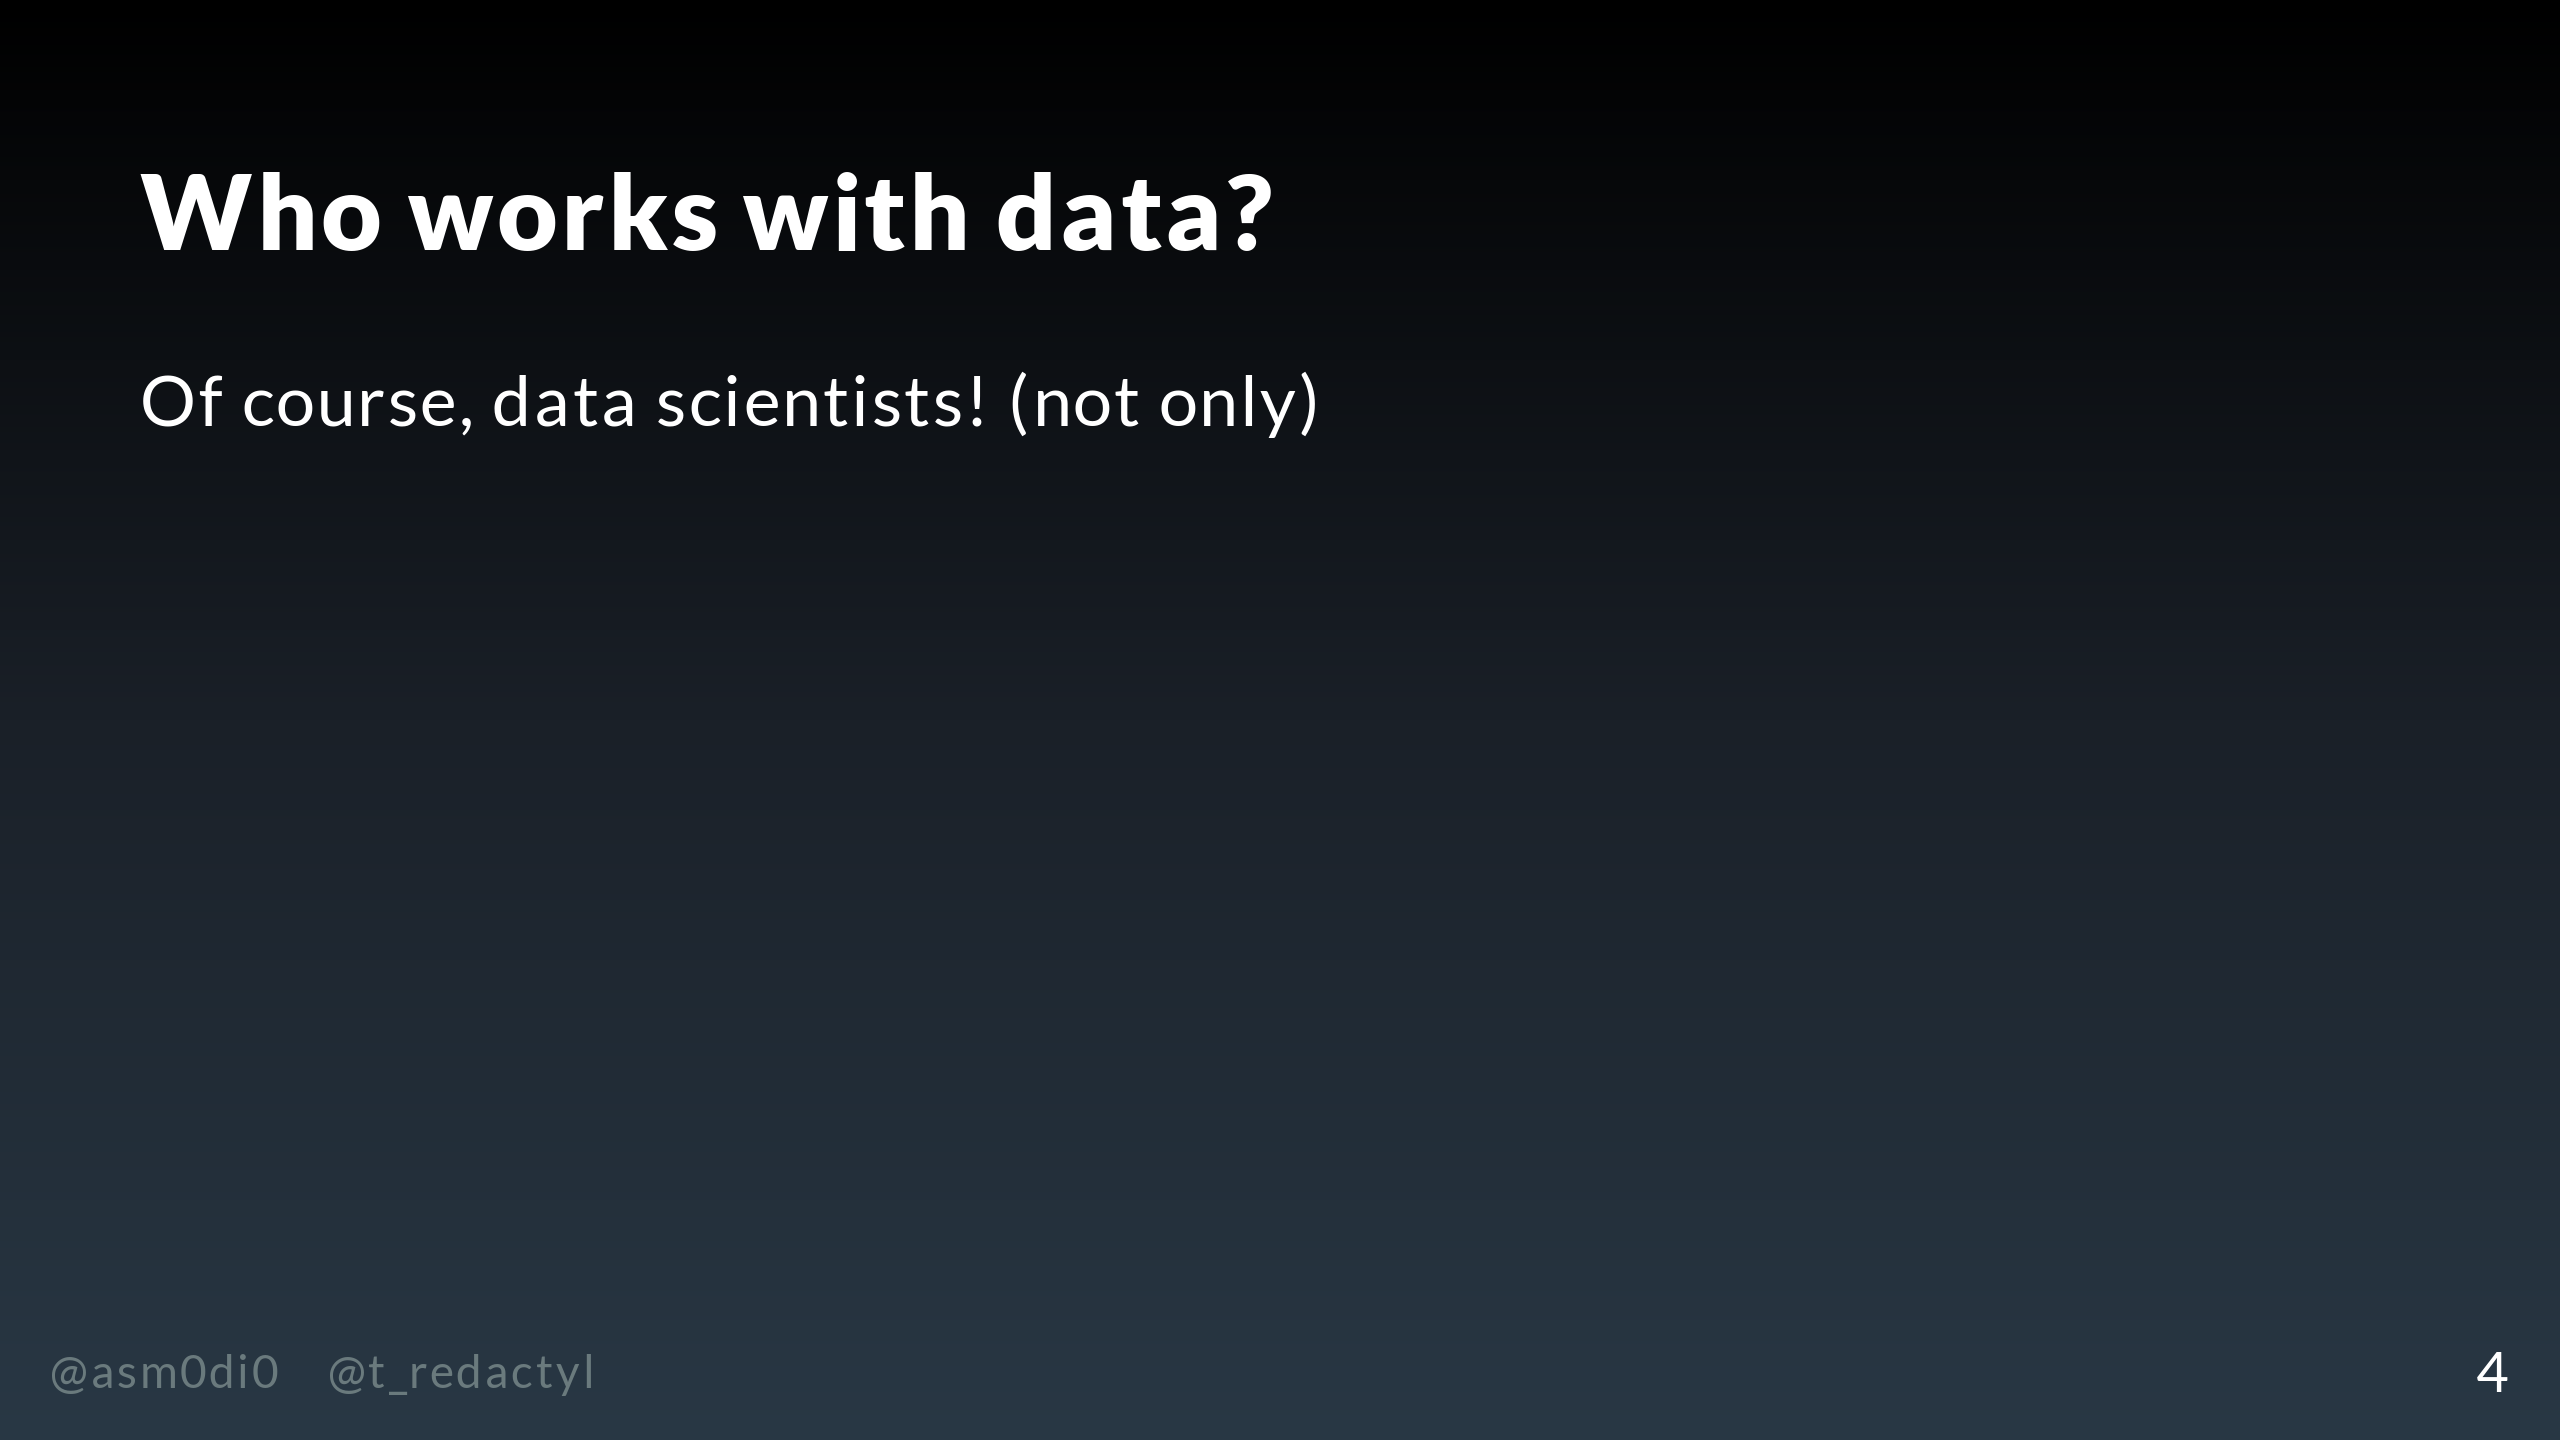 Who works with data?
Of course, data scientists! (not only)
@asm0di0 @t_redactyl
4